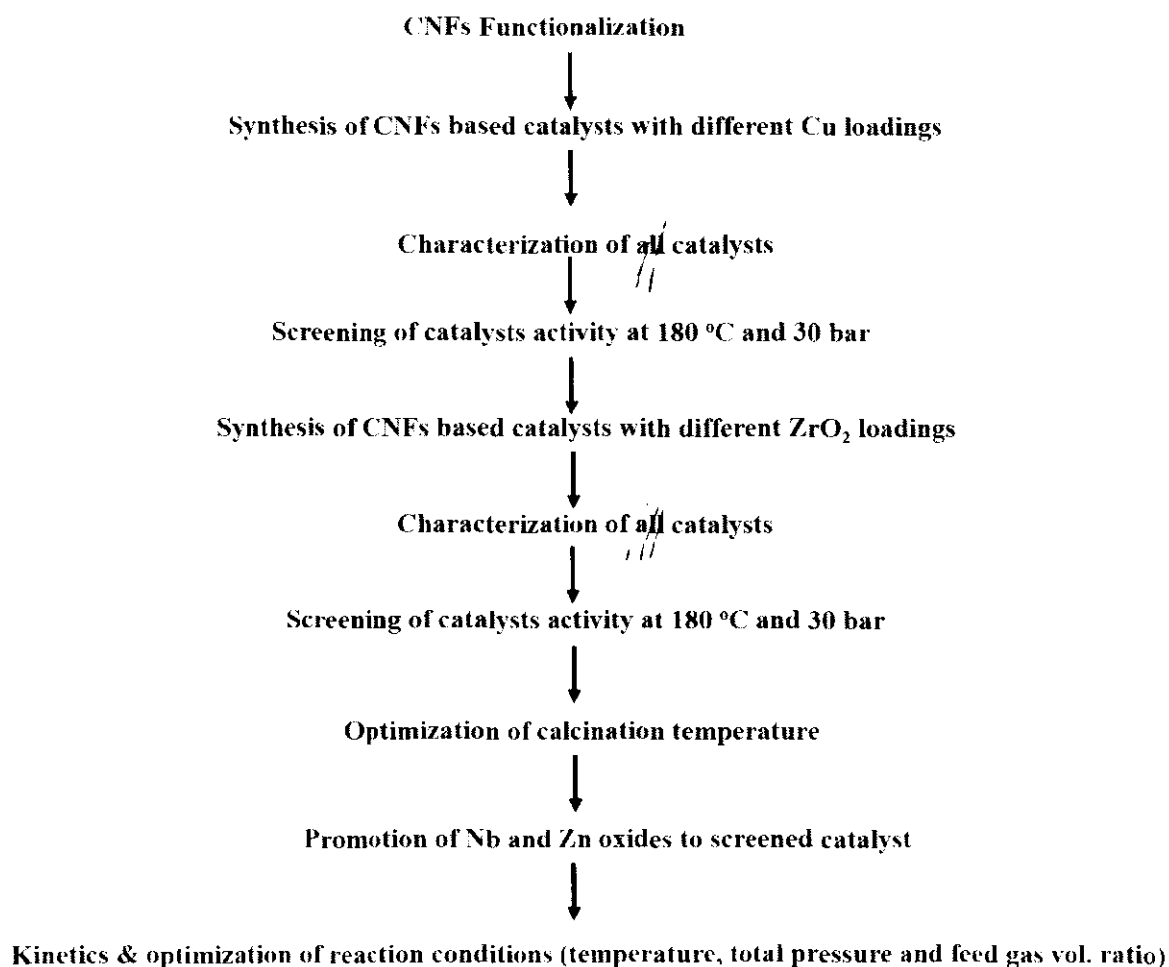 CNFs Functionalization
Synthesis of CNFs based catalysts with different Cu loadings
Characterization of all catalysts
Screening of catalysts activity at 180 °C and 30 bar
Synthesis of CNFs based catalysts with different ZrO₂ loadings
Characterization of all catalysts
Screening of catalysts activity at 180 °C and 30 bar
Optimization of calcination temperature
Promotion of Nb and Zn oxides to screened catalyst
Kinetics & optimization of reaction conditions (temperature, total pressure and feed gas vol. ratio)